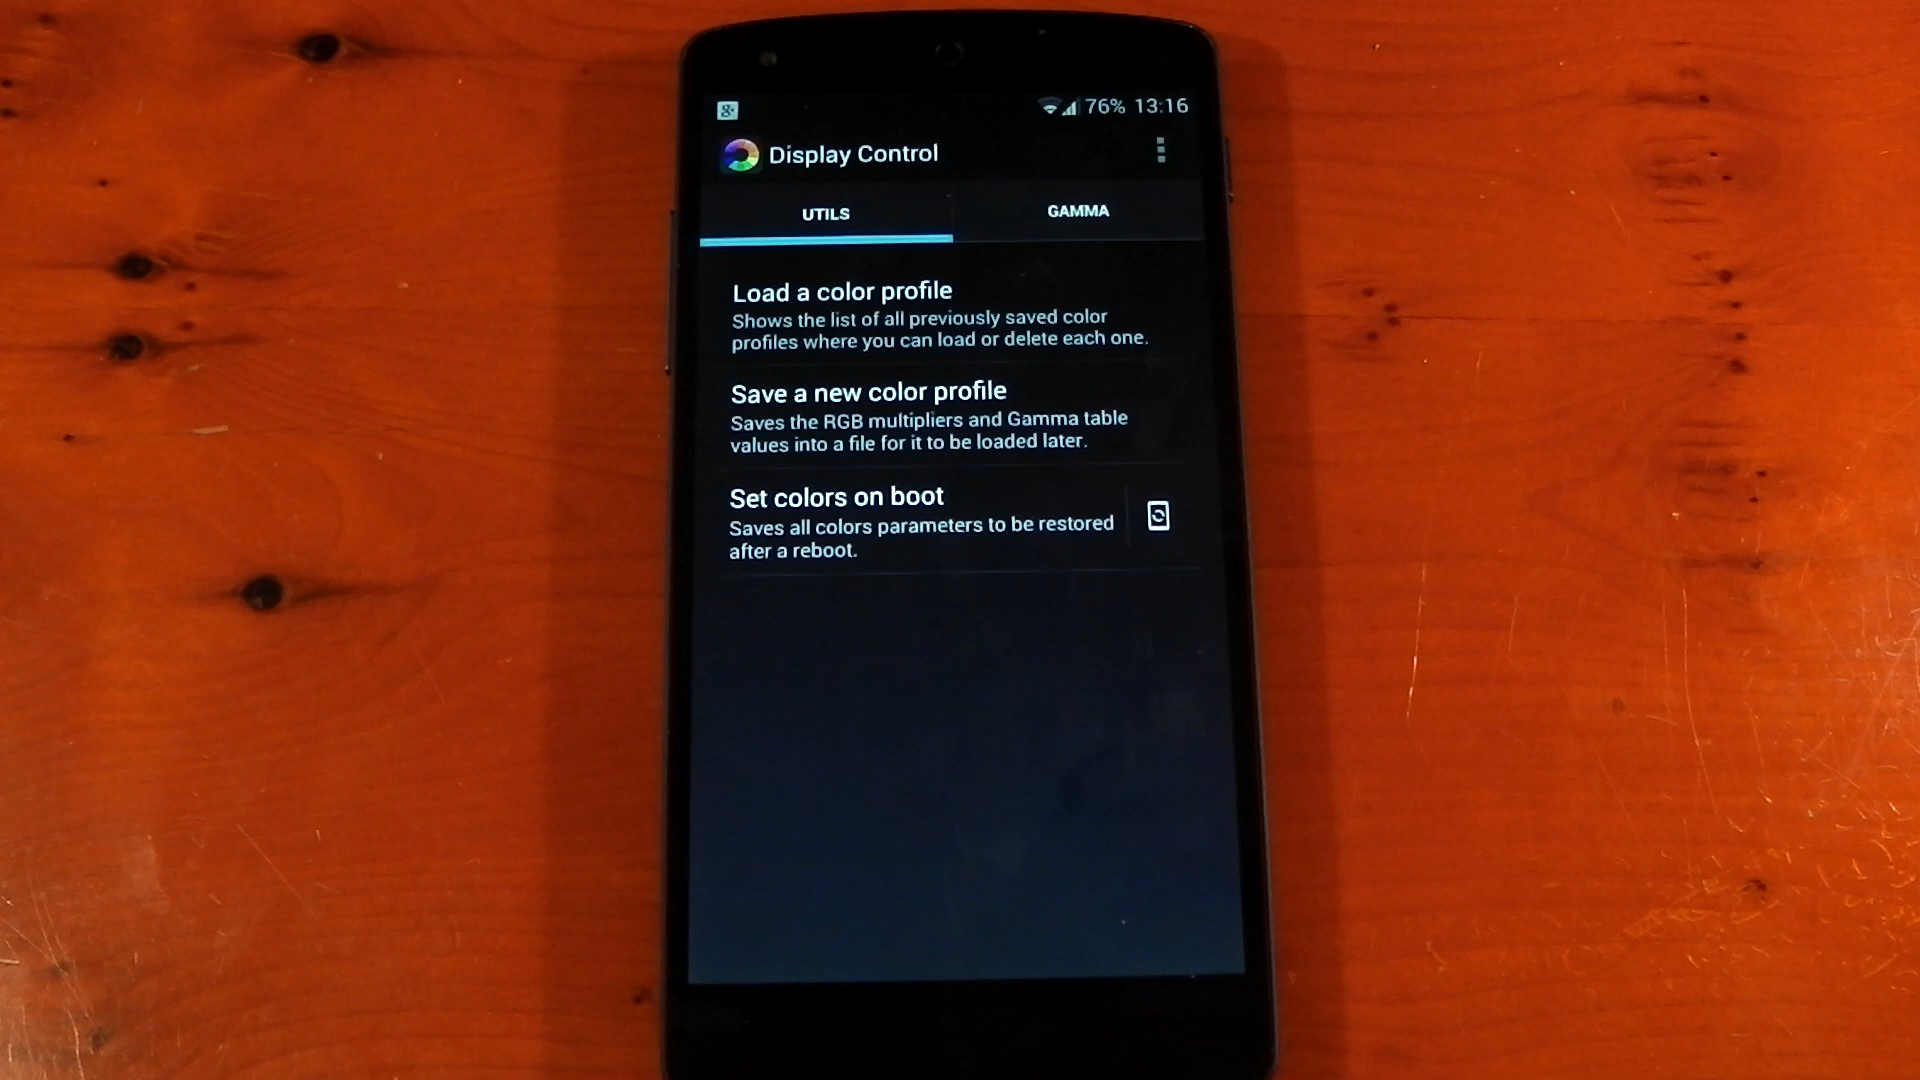 76% 13:16
Display Control
UTILS
GAMMA
Load a color profile
Shows the list of all previously saved color
profiles where you can load or delete each one.
Save a new color profile
Saves the RGB multipliers and Gamma table
values into a file for it to be loaded later.
Set colors on boot
Saves all colors parameters to be restored
after a reboot.